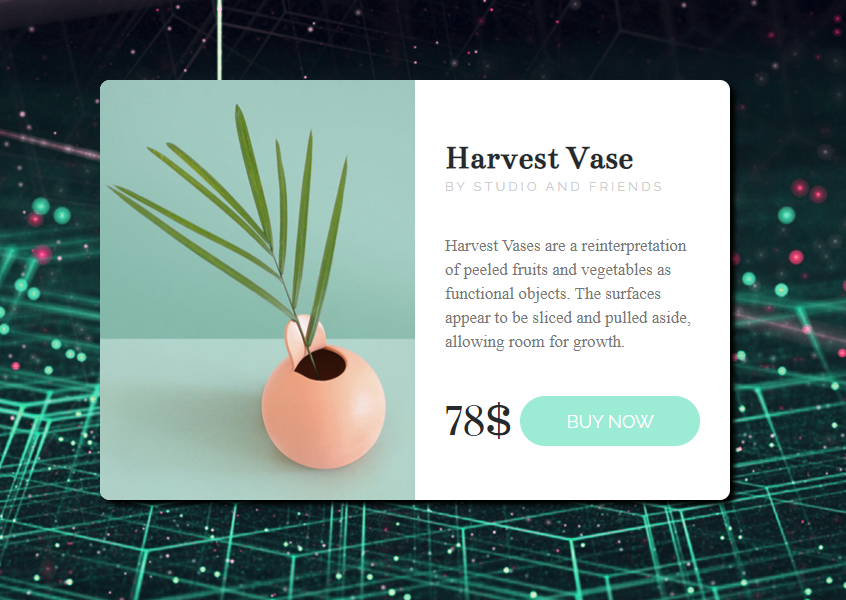 Harvest Vase
BY STUDIO AND FRIENDS
Harvest Vases are a reinterpretation
of peeled fruits and vegetables as
functional objects. The surfaces
appear to be sliced and pulled aside,
allowing room for growth.
78$ BUY NOW